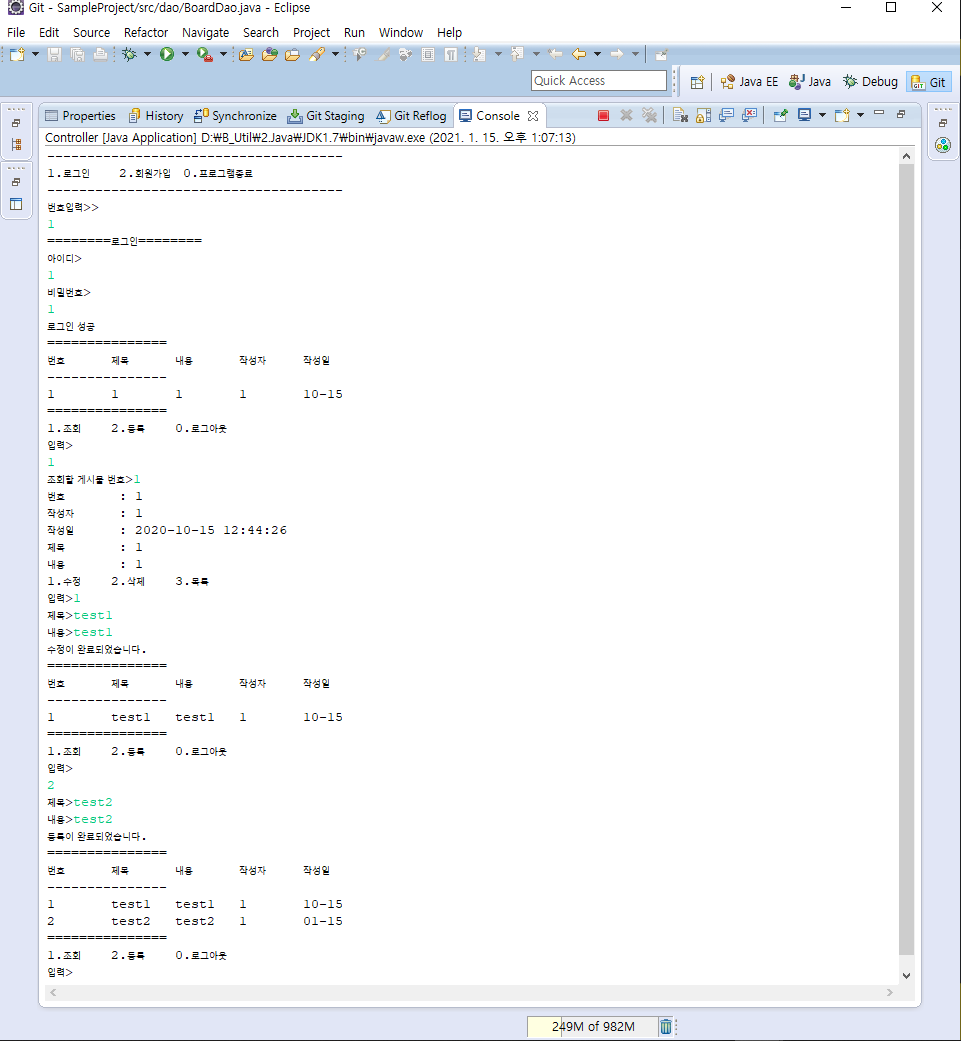 Git - SampleProject/src/dao/BoardDao.java - Eclipse
File Edit Source Refactor Navigate Search Project Run Window Help
Quick Access
Java EE Java Debug Git
Properties History Synchronize Git Staging Git Reflog Console
Controller [Java Application] D:₩B_Util₩2.Java₩JDK1.7₩bin₩javaw.exe (2021. 1. 15. 오후 1:07:13)
-------------------------------------
1.로그인 2.회원가입 0.프로그램종료
-------------------------------------
번호입력>>
1
========로그인========
아이디>
1
비밀번호>
1
로그인 성공
===============
번호 제목 내용 작성자 작성일
---------------
1 1 1 1 10-15
===============
1.조회 2.등록 0.로그아웃
입력>
1
조회할 게시물 번호>1
번호 : 1
작성자 : 1
작성일 : 2020-10-15 12:44:26
제목 : 1
내용 : 1
1.수정 2.삭제 3.목록
입력>1
제목>test1
내용>test1
수정이 완료되었습니다.
===============
번호 제목 내용 작성자 작성일
---------------
1 test1 test1 1 10-15
===============
1.조회 2.등록 0.로그아웃
입력>
2
제목>test2
내용>test2
등록이 완료되었습니다.
===============
번호 제목 내용 작성자 작성일
---------------
1 test1 test1 1 10-15
2 test2 test2 1 01-15
===============
1.조회 2.등록 0.로그아웃
입력>
249M of 982M